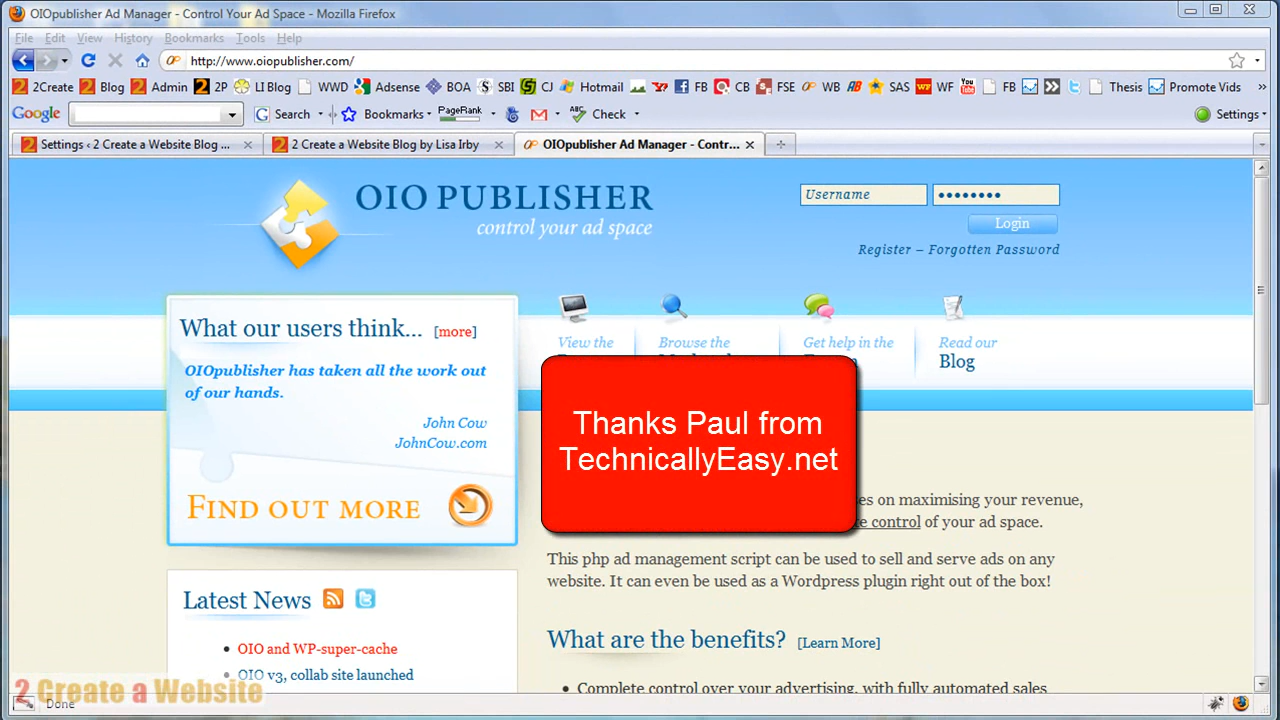 OIOpublisher Ad Manager - Control Your Ad Space - Mozilla Firefox
File Edit View History Bookmarks Tools Help
http://www.oiopublisher.com/
2Create Blog Admin 2P LI Blog WWD Adsense BOA SBI CJ Hotmail FB CB FSE WB SAS WF FB Thesis Promote Vids
Google Search Bookmarks PageRank Check Settings
Settings ‹ 2 Create a Website Blog ... 2 Create a Website Blog by Lisa Irby OIOpublisher Ad Manager - Contr...
OIO PUBLISHER
control your ad space
Username
Login
Register – Forgotten Password
What our users think... [more]
OIOpublisher has taken all the work out
of our hands.
John Cow
JohnCow.com
FIND OUT MORE
View the
Browse the
Get help in the
Read our
Blog
Thanks Paul from
TechnicallyEasy.net
es on maximising your revenue,
control of your ad space.
This php ad management script can be used to sell and serve ads on any
website. It can even be used as a Wordpress plugin right out of the box!
Latest News
• OIO and WP-super-cache
• OIO v3, collab site launched
What are the benefits? [Learn More]
• Complete control over your advertising, with fully automated sales
2 Create a Website
Done